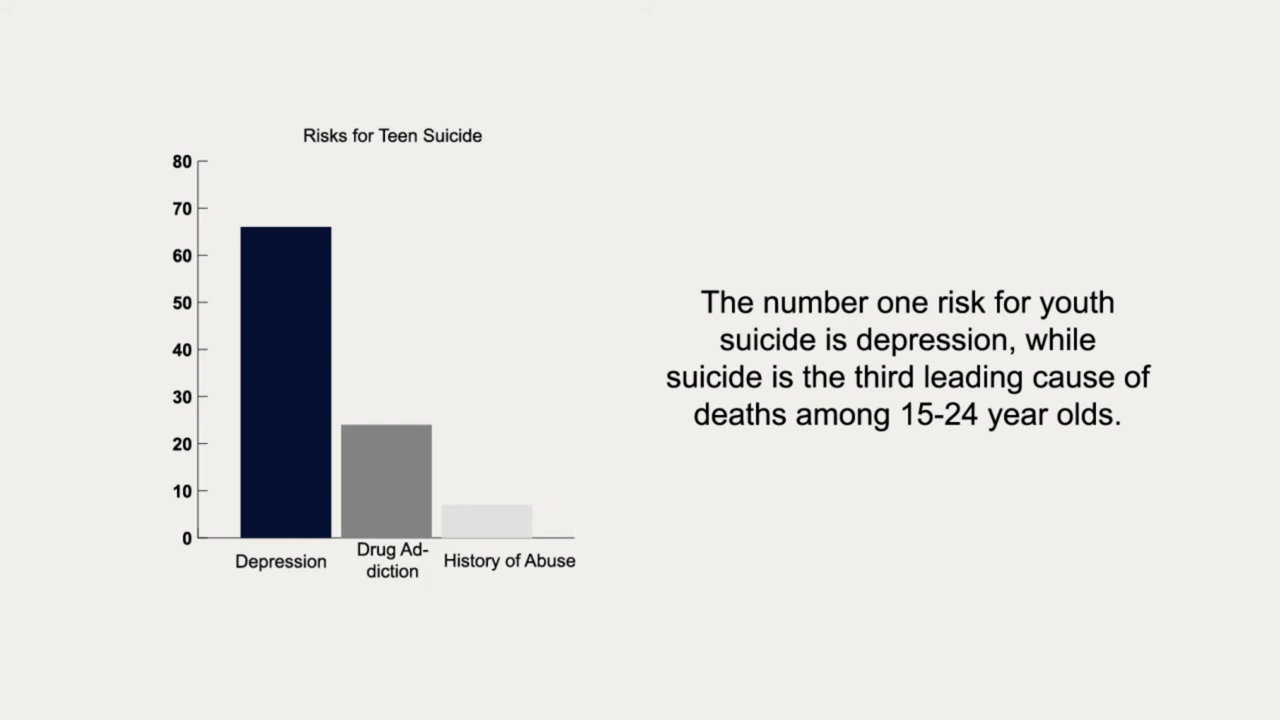 Risks for Teen Suicide
80
70
60
50
40
30
20
10
0
Depression
Drug Ad-
diction
History of Abuse
The number one risk for youth
suicide is depression, while
suicide is the third leading cause of
deaths among 15-24 year olds.